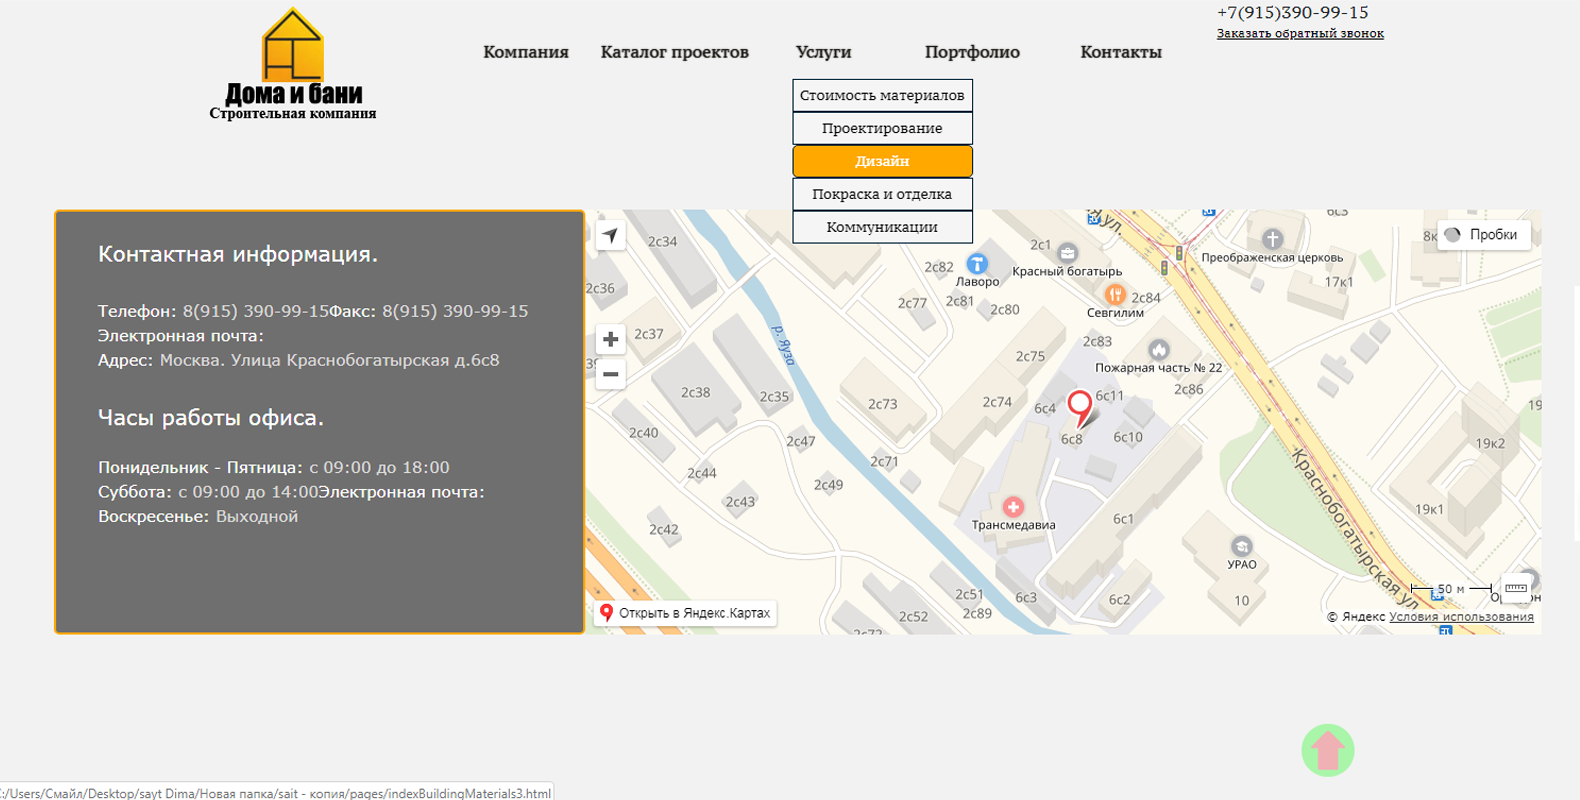 +7(915)390-99-15
Заказать обратный звонок
Компания Каталог проектов Услуги Портфолио Контакты
Дома и бани
Строительная компания
Стоимость материалов
Проектирование
Дизайн
Покраска и отделка
Коммуникации
Контактная информация.
Телефон: 8(915) 390-99-15Факс: 8(915) 390-99-15
Электронная почта:
Адрес: Москва. Улица Краснобогатырская д.6с8
Часы работы офиса.
Понидельник - Пятница: с 09:00 до 18:00
Суббота: с 09:00 до 14:00Электронная почта:
Воскресенье: Выходной
6с3
8к
Пробки
2с34
2с1
Красный богатырь
Преображенская церковь
2с82
Лаворо
17к1
2с36
2с77
2с81
2с80
2с84
Севгилим
2с37
р. Яуза
2с83
2с75
Пожарная часть № 22
2с86
2с38
2с35
2с73
2с74
6с4
6с11
2с40
2с47
6с8
6с10
19к2
2с71
2с44
2с49
2с43
19к1
2с42
Трансмедавиа
6с1
Краснобогатырская ул.
УРАО
10
2с51
2с89
6с3
6с2
2с52
2с72
50 м
Открыть в Яндекс.Картах
© Яндекс Условия использования
:/Users/Смайл/Desktop/sayt Dima/Новая папка/sait - копия/pages/indexBuildingMaterials3.html